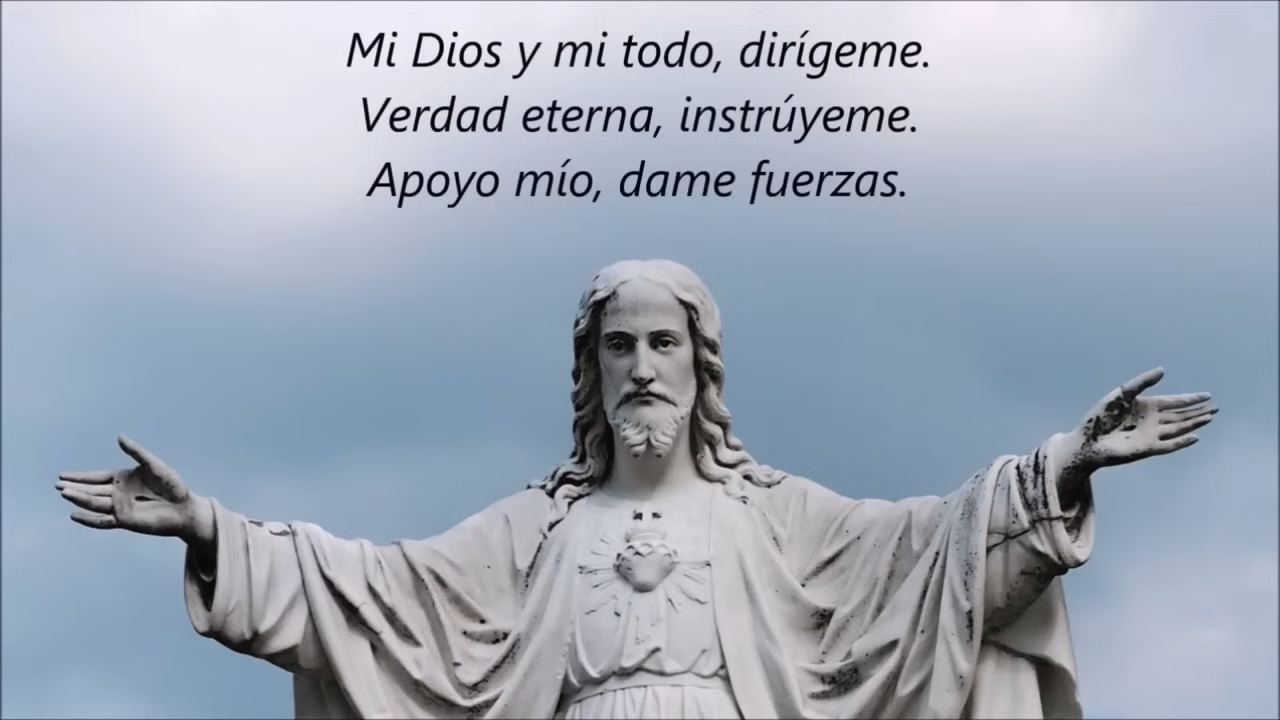 Mi Dios y mi todo, dirígeme.
Verdad eterna, instrúyeme.
Apoyo mío, dame fuerzas.